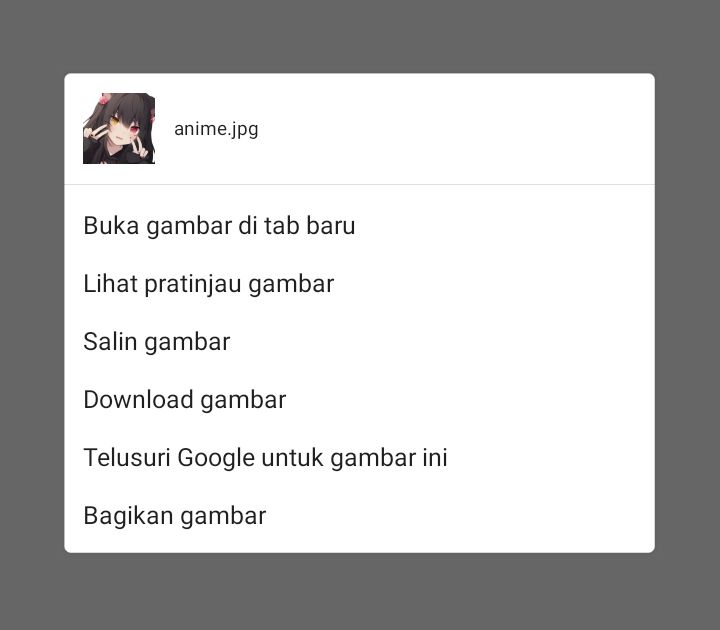 anime.jpg
Buka gambar di tab baru
Lihat pratinjau gambar
Salin gambar
Download gambar
Telusuri Google untuk gambar ini
Bagikan gambar